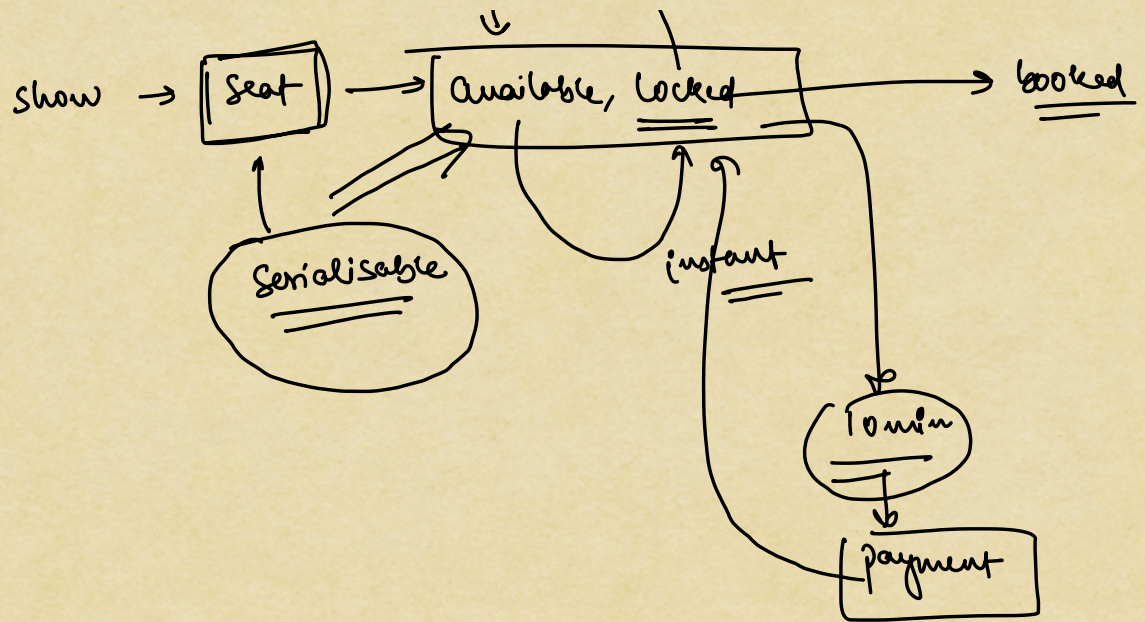 show → Seat → available, locked → booked
Serialisable
instant
10 min
payment